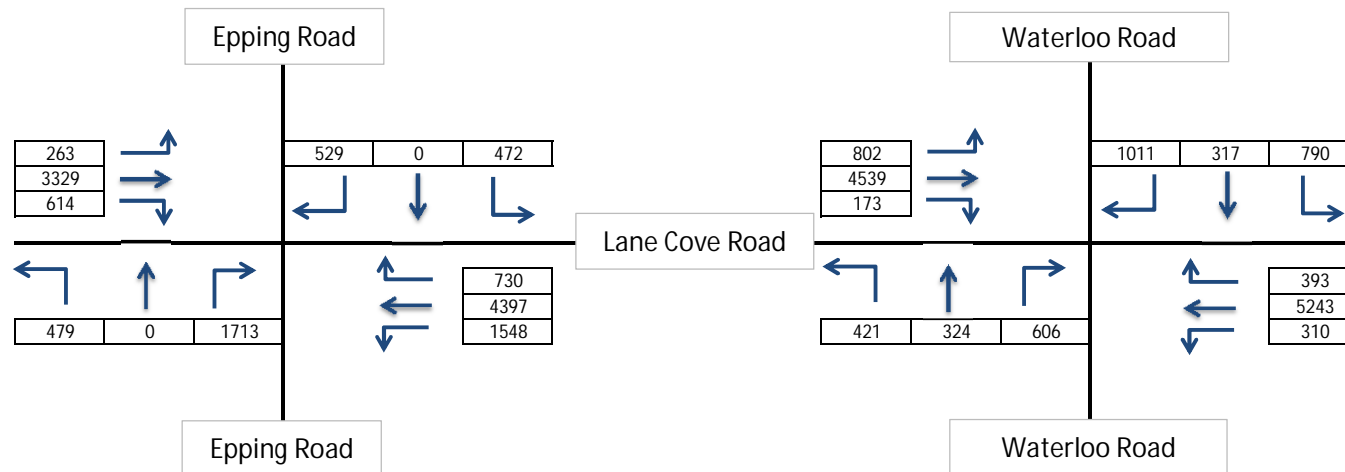 Epping Road
Waterloo Road
263
3329
614
529 0 472
802
4539
173
1011 317 790
Lane Cove Road
479 0 1713
730
4397
1548
421 324 606
393
5243
310
Epping Road
Waterloo Road